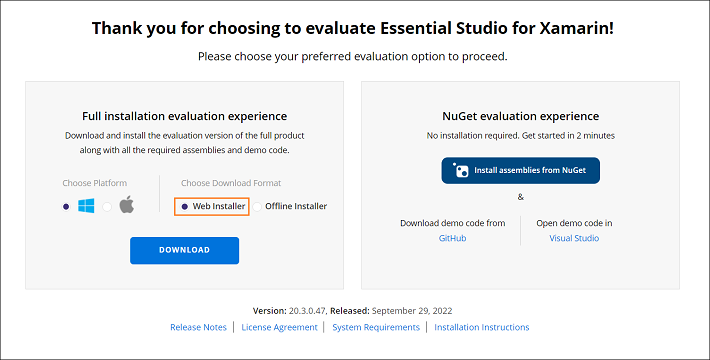 Thank you for choosing to evaluate Essential Studio for Xamarin!
Please choose your preferred evaluation option to proceed.
Full installation evaluation experience
Download and install the evaluation version of the full product
along with all the required assemblies and demo code.
Choose Platform
Choose Download Format
Web Installer
Offline Installer
DOWNLOAD
NuGet evaluation experience
No installation required. Get started in 2 minutes
Install assemblies from NuGet
&
Download demo code from
GitHub
Open demo code in
Visual Studio
Version: 20.3.0.47, Released: September 29, 2022
Release Notes | License Agreement | System Requirements | Installation Instructions